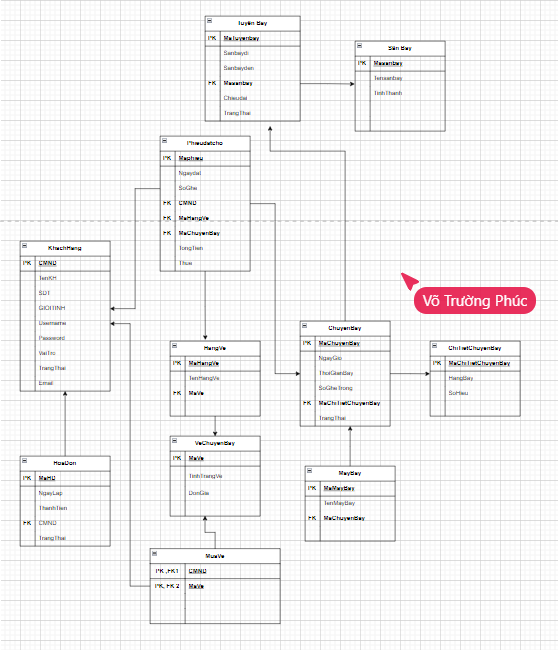 Tuyến Bay
PK MaTuyenbay
Sanbaydi
Sanbayden
FK Masanbay
Chieudai
TrangThai
Sân Bay
PK Masanbay
Tensanbay
TinhThanh
Phieudatcho
PK Maphieu
Ngaydat
SoGhe
FK CMND
FK MaHangVe
FK MaChuyenBay
TongTien
Thue
KhachHang
PK CMND
TenKH
SDT
GIOITINH
Username
Password
VaiTro
TrangThai
Email
Võ Trường Phúc
HangVe
PK MaHangVe
TenHangVe
FK MaVe
ChuyenBay
PK MaChuyenBay
NgayGio
ThoiGianBay
SoGheTrong
FK MaChiTietChuyenBay
TrangThai
ChiTietChuyenBay
PK MaChiTietChuyenBay
HangBay
SoHieu
VeChuyenBay
PK MaVe
TinhTrangVe
DonGia
HoaDon
PK MaHD
NgayLap
ThanhTien
FK CMND
TrangThai
MayBay
PK MaMayBay
TenMayBay
FK MaChuyenBay
MuaVe
PK ,FK1 CMND
PK, FK 2 MaVe